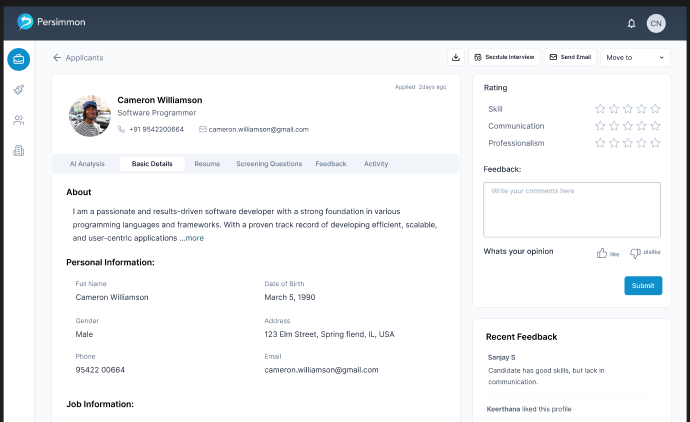 Persimmon
CN
Applicants
Secdule Interview
Send Email
Move to
Applied 2days ago
Cameron Williamson
Software Programmer
+91 9542200664
cameron.williamson@gmail.com
AI Analysis
Basic Details
Resume
Screening Questions
Feedback
Activity
About
I am a passionate and results-driven software developer with a strong foundation in various
programming languages and frameworks. With a proven track record of developing efficient, scalable,
and user-centric applications ...more
Personal Information:
Full Name
Cameron Williamson
Date of Birth
March 5, 1990
Gender
Male
Address
123 Elm Street, Spring fiend, IL, USA
Phone
95422 00664
Email
cameron.williamson@gmail.com
Job Information:
Rating
Skill
Communication
Professionalism
Feedback:
Write your comments here
Whats your opinion
like
dislike
Submit
Recent Feedback
Sanjay S
Candidate has good skills, but lack in
communication.
Keerthana liked this profile